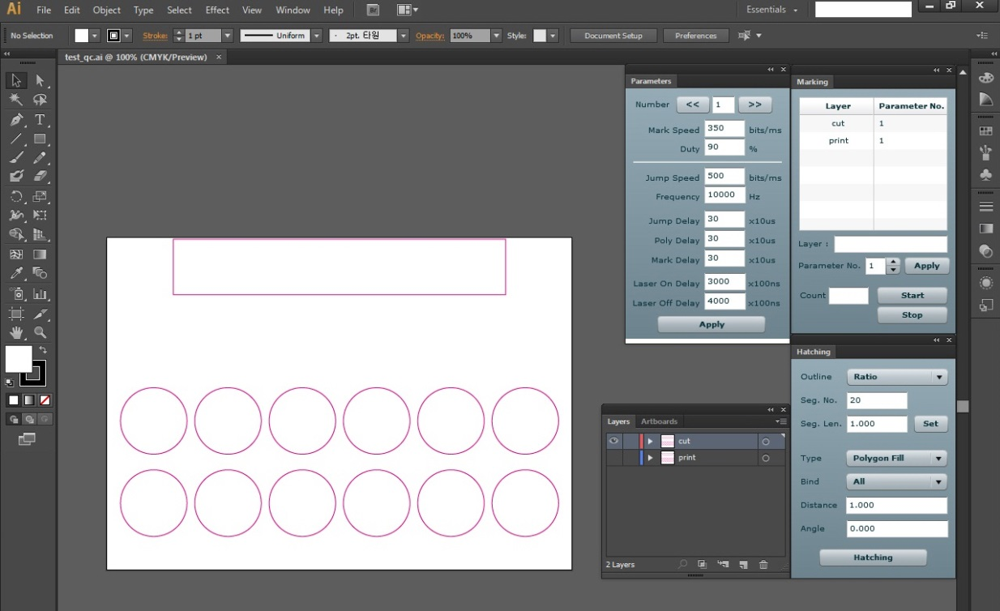 Ai File Edit Object Type Select Effect View Window Help Br Essentials
No Selection Stroke: 1 pt Uniform 2pt. 타원 Opacity: 100% Style: Document Setup Preferences
test_qc.ai @ 100% (CMYK/Preview) ×
Parameters
Number << 1 >>
Mark Speed 350 bits/ms
Duty 90 %
Jump Speed 500 bits/ms
Frequency 10000 Hz
Jump Delay 30 x10us
Poly Delay 30 x10us
Mark Delay 30 x10us
Laser On Delay 3000 x100ns
Laser Off Delay 4000 x100ns
Apply
Marking
Layer Parameter No.
cut 1
print 1
Layer :
Parameter No. 1 Apply
Count Start
Stop
Hatching
Outline Ratio
Seg. No. 20
Seg. Len. 1.000 Set
Type Polygon Fill
Bind All
Distance 1.000
Angle 0.000
Hatching
Layers Artboards
cut
print
2 Layers